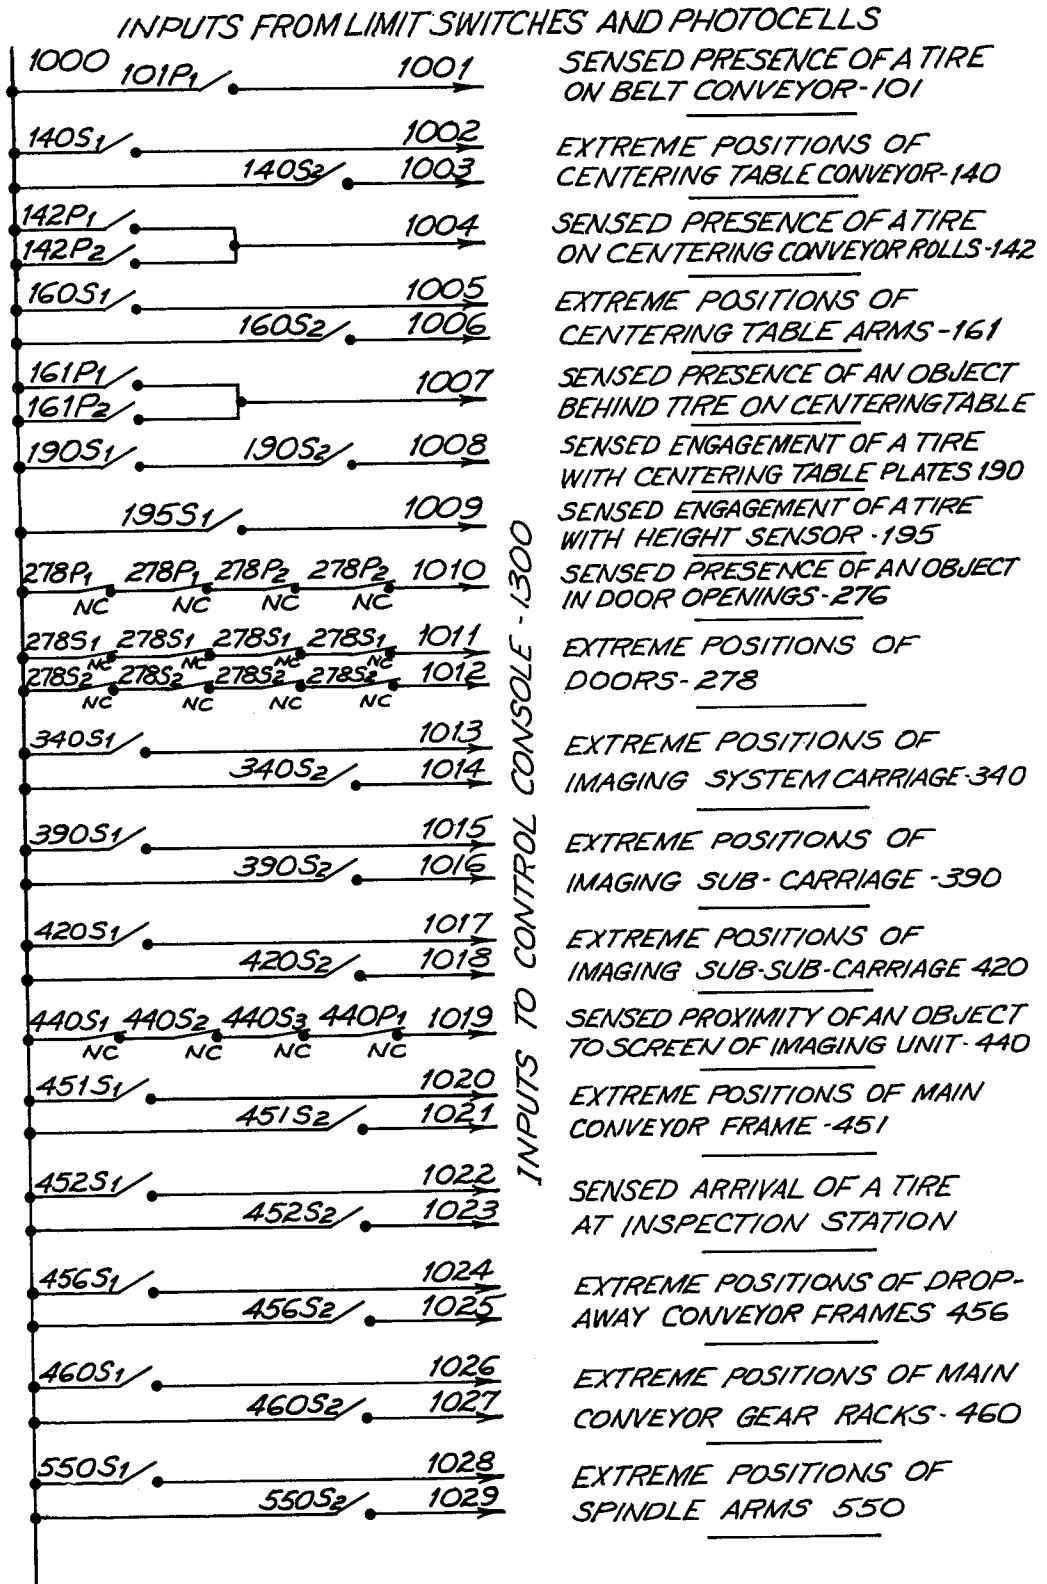 INPUTS FROM LIMIT SWITCHES AND PHOTOCELLS
1000 101P1 1001 SENSED PRESENCE OF A TIRE
ON BELT CONVEYOR-101
140S1 1002 EXTREME POSITIONS OF
140S2 1003 CENTERING TABLE CONVEYOR-140
142P1 1004 SENSED PRESENCE OF A TIRE
142P2 ON CENTERING CONVEYOR ROLLS-142
160S1 1005 EXTREME POSITIONS OF
160S2 1006 CENTERING TABLE ARMS-161
161P1 1007 SENSED PRESENCE OF AN OBJECT
161P2 BEHIND TIRE ON CENTERING TABLE
190S1 190S2 1008 SENSED ENGAGEMENT OF A TIRE
WITH CENTERING TABLE PLATES 190
195S1 1009 SENSED ENGAGEMENT OF A TIRE
WITH HEIGHT SENSOR-195
278P1 278P1 278P2 278P2 1010 SENSED PRESENCE OF AN OBJECT
NC NC NC NC IN DOOR OPENINGS-276
278S1 278S1 278S1 278S1 1011 EXTREME POSITIONS OF
NC NC NC NC
278S2 278S2 278S2 278S2 1012 DOORS-278
NC NC NC NC
340S1 1013 EXTREME POSITIONS OF
340S2 1014 IMAGING SYSTEM CARRIAGE-340
390S1 1015 EXTREME POSITIONS OF
390S2 1016 IMAGING SUB-CARRIAGE-390
420S1 1017 EXTREME POSITIONS OF
420S2 1018 IMAGING SUB-SUB-CARRIAGE 420
440S1 440S2 440S3 440P1 1019 SENSED PROXIMITY OF AN OBJECT
NC NC NC NC TO SCREEN OF IMAGING UNIT-440
451S1 1020 EXTREME POSITIONS OF MAIN
451S2 1021 CONVEYOR FRAME-451
452S1 1022 SENSED ARRIVAL OF A TIRE
452S2 1023 AT INSPECTION STATION
456S1 1024 EXTREME POSITIONS OF DROP-
456S2 1025 AWAY CONVEYOR FRAMES 456
460S1 1026 EXTREME POSITIONS OF MAIN
460S2 1027 CONVEYOR GEAR RACKS-460
550S1 1028 EXTREME POSITIONS OF
550S2 1029 SPINDLE ARMS 550
INPUTS TO CONTROL CONSOLE-1300